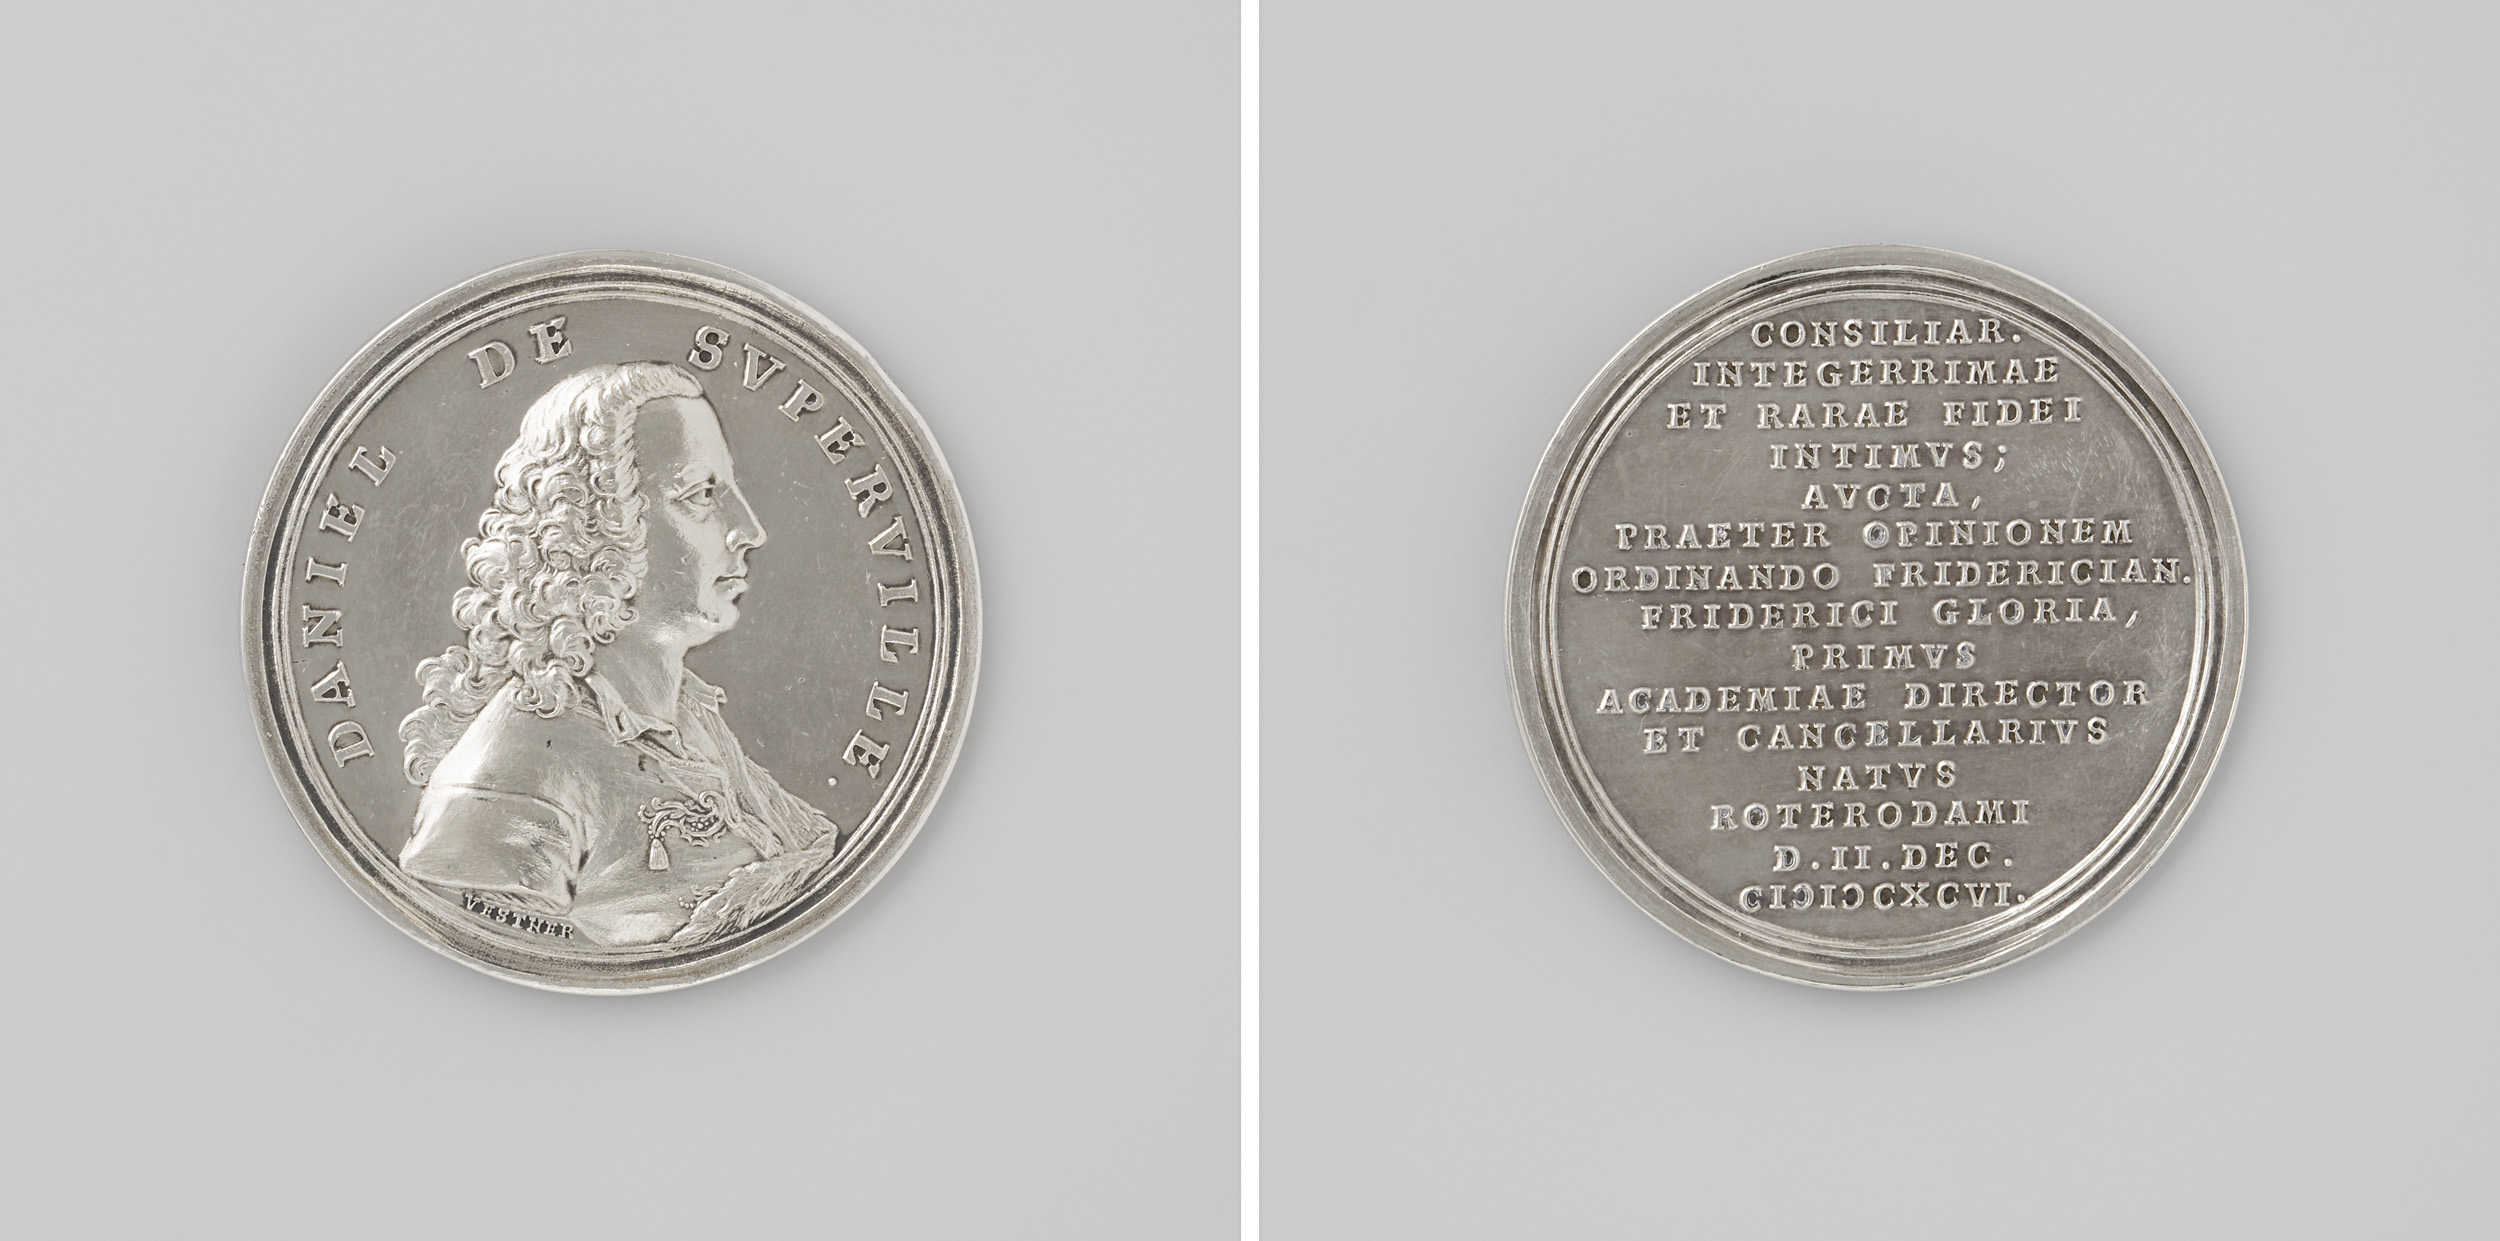 DANIEL DE SVPERVILLE.
VESTNER
CONSILIAR.
INTEGERRIMAE
ET RARAE FIDEI
INTIMVS;
AVCTA,
PRAETER OPINIONEM
ORDINANDO FRIDERICIAN.
FRIDERICI GLORIA,
PRIMVS
ACADEMIAE DIRECTOR
ET CANCELLARIVS
NATVS
ROTERODAMI
D.II.DEC.
CIƆIƆCXCVI.